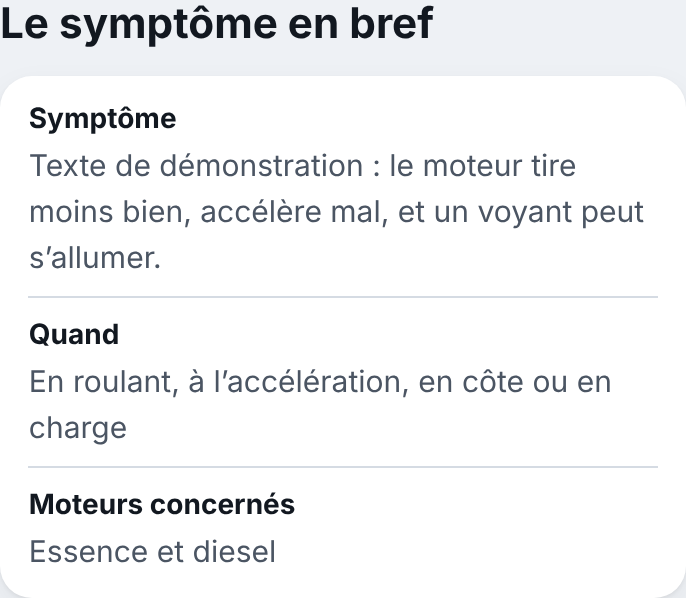 Le symptôme en bref
Symptôme
Texte de démonstration : le moteur tire
moins bien, accélère mal, et un voyant peut
s’allumer.
Quand
En roulant, à l’accélération, en côte ou en
charge
Moteurs concernés
Essence et diesel